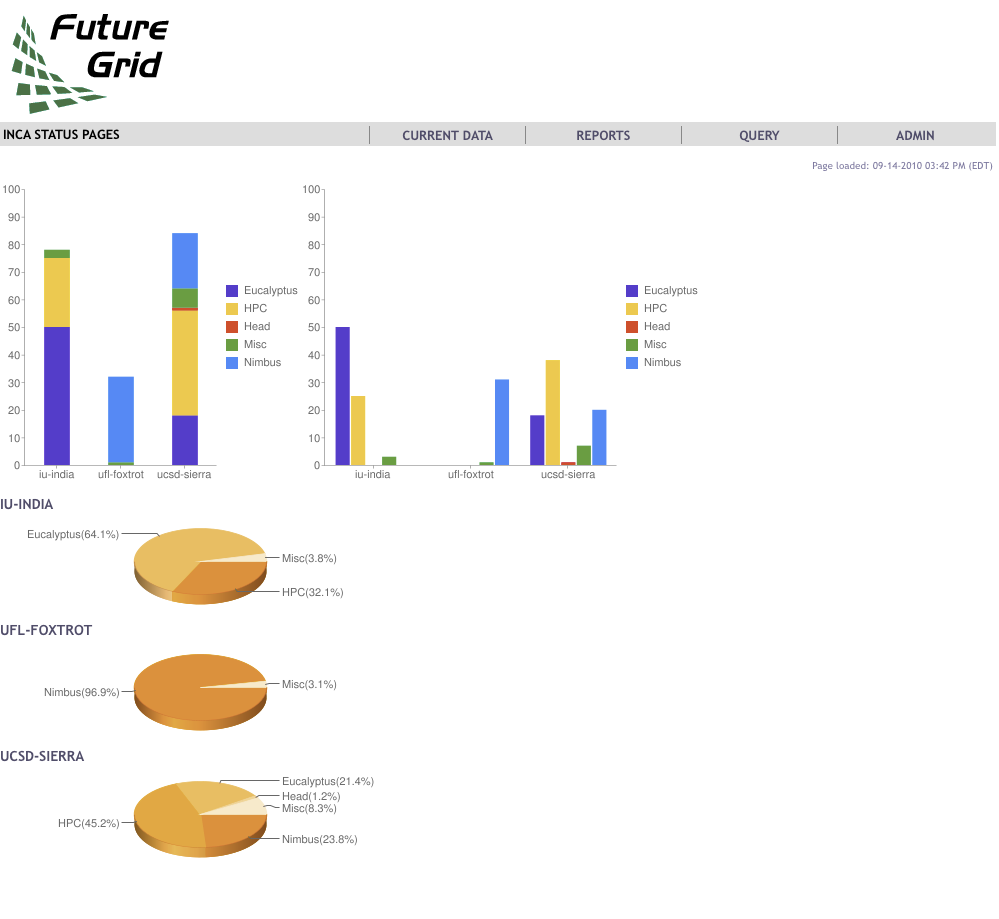 Future
Grid
INCA STATUS PAGES CURRENT DATA REPORTS QUERY ADMIN
Page loaded: 09-14-2010 03:42 PM (EDT)
100
90
80
70
60
50
40
30
20
10
0
iu-india ufl-foxtrot ucsd-sierra
Eucalyptus
HPC
Head
Misc
Nimbus
100
90
80
70
60
50
40
30
20
10
0
iu-india ufl-foxtrot ucsd-sierra
Eucalyptus
HPC
Head
Misc
Nimbus
IU-INDIA
Eucalyptus(64.1%)
Misc(3.8%)
HPC(32.1%)
UFL-FOXTROT
Misc(3.1%)
Nimbus(96.9%)
UCSD-SIERRA
Eucalyptus(21.4%)
Head(1.2%)
Misc(8.3%)
HPC(45.2%)
Nimbus(23.8%)